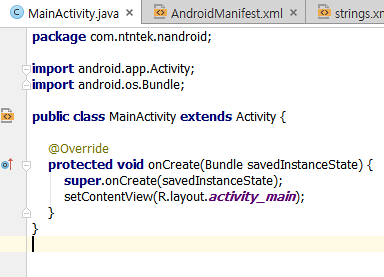 MainActivity.java AndroidManifest.xml strings.x
package com.ntntek.nandroid;
import android.app.Activity;
import android.os.Bundle;
public class MainActivity extends Activity {
@Override
protected void onCreate(Bundle savedInstanceState) {
super.onCreate(savedInstanceState);
setContentView(R.layout.activity_main);
}
}